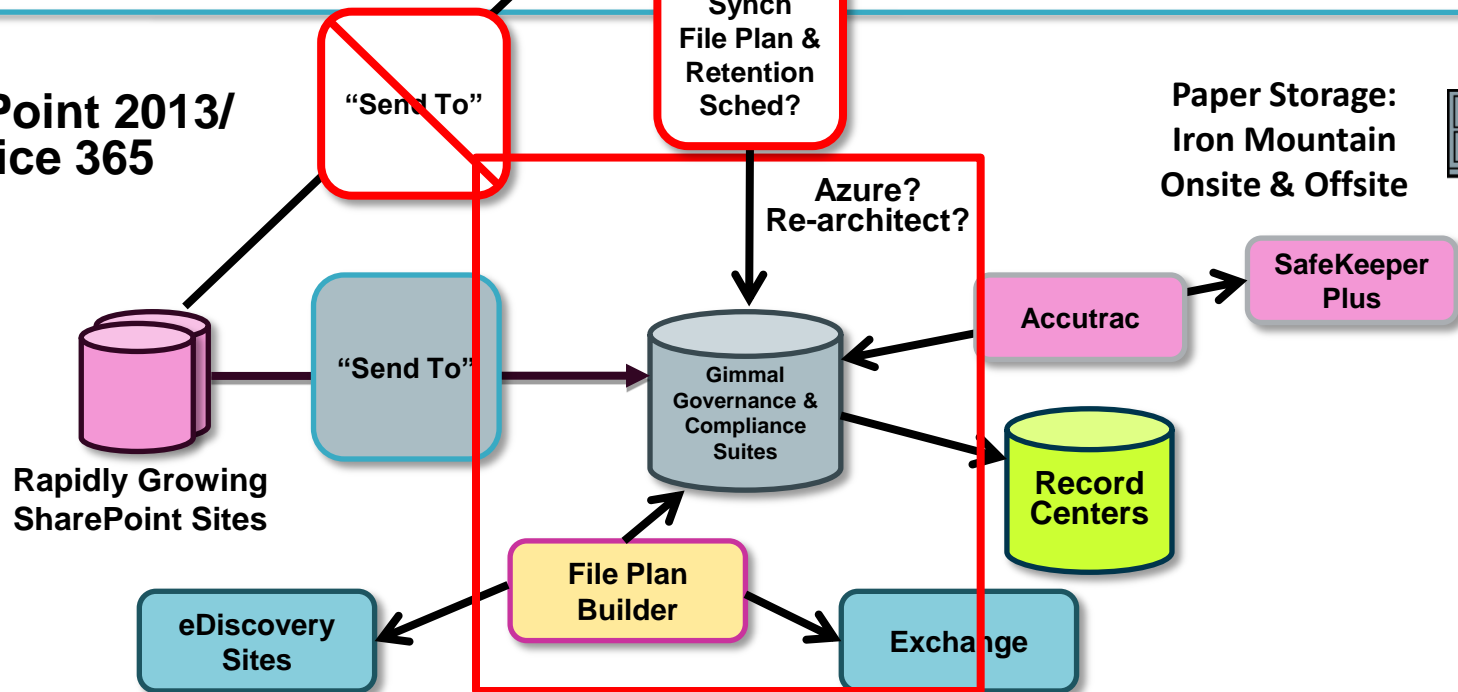 Synch
File Plan &
Retention
Sched?
“Send To”
Point 2013/
ice 365
Paper Storage:
Iron Mountain
Onsite & Offsite
Azure?
Re-architect?
SafeKeeper
Plus
Accutrac
“Send To”
Gimmal
Governance &
Compliance
Suites
Rapidly Growing
SharePoint Sites
Record
Centers
File Plan
Builder
eDiscovery
Sites
Exchange